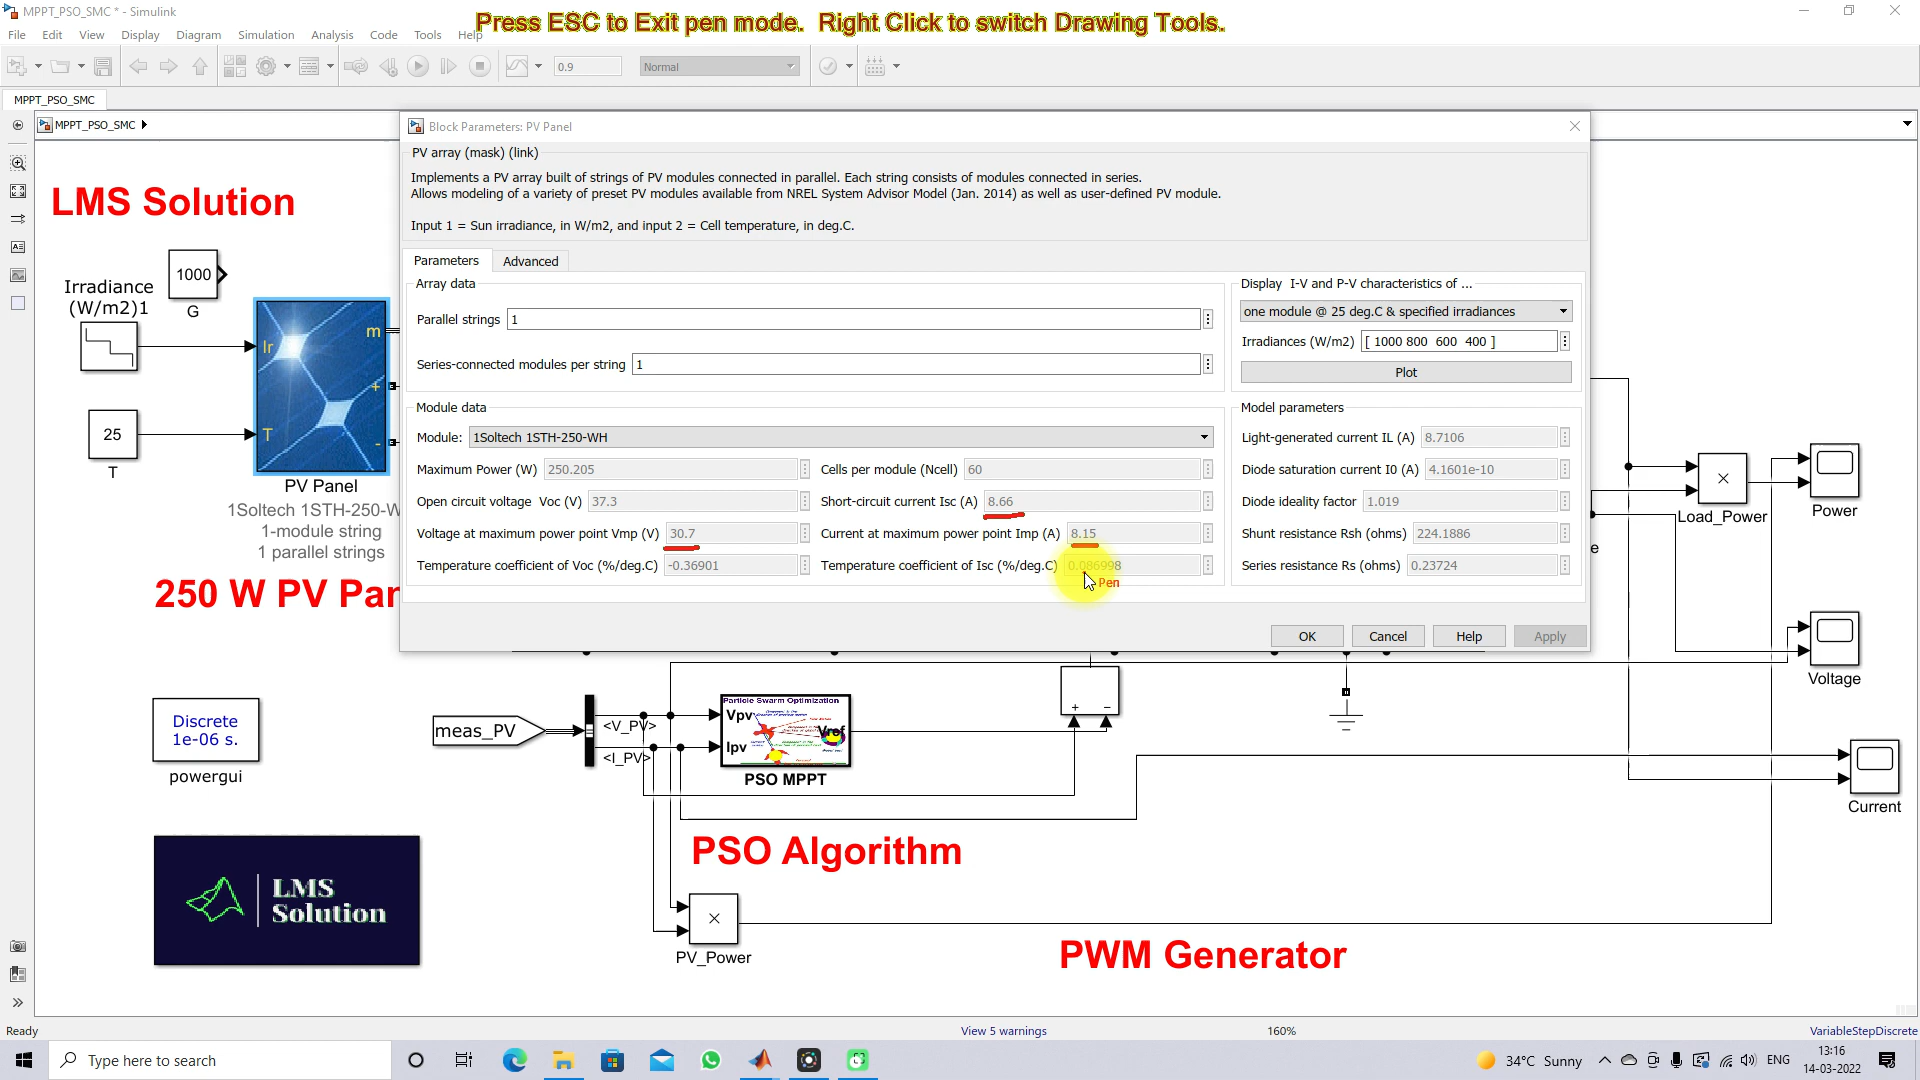 MPPT_PSO_SMC * - Simulink
Press ESC to Exit pen mode. Right Click to switch Drawing Tools.
File Edit View Display Diagram Simulation Analysis Code Tools Help
0.9 Normal
MPPT_PSO_SMC
MPPT_PSO_SMC
Block Parameters: PV Panel
PV array (mask) (link)
Implements a PV array built of strings of PV modules connected in parallel. Each string consists of modules connected in series.
Allows modeling of a variety of preset PV modules available from NREL System Advisor Model (Jan. 2014) as well as user-defined PV module.
Input 1 = Sun irradiance, in W/m2, and input 2 = Cell temperature, in deg.C.
Parameters Advanced
Array data
Parallel strings 1
Series-connected modules per string 1
Display I-V and P-V characteristics of ...
one module @ 25 deg.C & specified irradiances
Irradiances (W/m2) [ 1000 800 600 400 ]
Plot
Module data
Module: 1Soltech 1STH-250-WH
Maximum Power (W) 250.205 Cells per module (Ncell) 60
Open circuit voltage Voc (V) 37.3 Short-circuit current Isc (A) 8.66
Voltage at maximum power point Vmp (V) 30.7 Current at maximum power point Imp (A) 8.15
Temperature coefficient of Voc (%/deg.C) -0.36901 Temperature coefficient of Isc (%/deg.C) 0.086998
Pen
Model parameters
Light-generated current IL (A) 8.7106
Diode saturation current I0 (A) 4.1601e-10
Diode ideality factor 1.019
Shunt resistance Rsh (ohms) 224.1886
Series resistance Rs (ohms) 0.23724
OK Cancel Help Apply
LMS Solution
1000
G
Irradiance
(W/m2)1
25
T
Ir
T
m
+
-
PV Panel
1Soltech 1STH-250-W
1-module string
1 parallel strings
250 W PV Par
Load_Power
Power
e
Voltage
Current
Discrete
1e-06 s.
powergui
meas_PV
<V_PV>
<I_PV>
Particle Swarm Optimization
Vpv
Ipv
Vref
PSO MPPT
+ -
PSO Algorithm
LMS
Solution
×
PV_Power
PWM Generator
Ready View 5 warnings 160% VariableStepDiscrete
Type here to search
34°C Sunny
ENG
13:16
14-03-2022